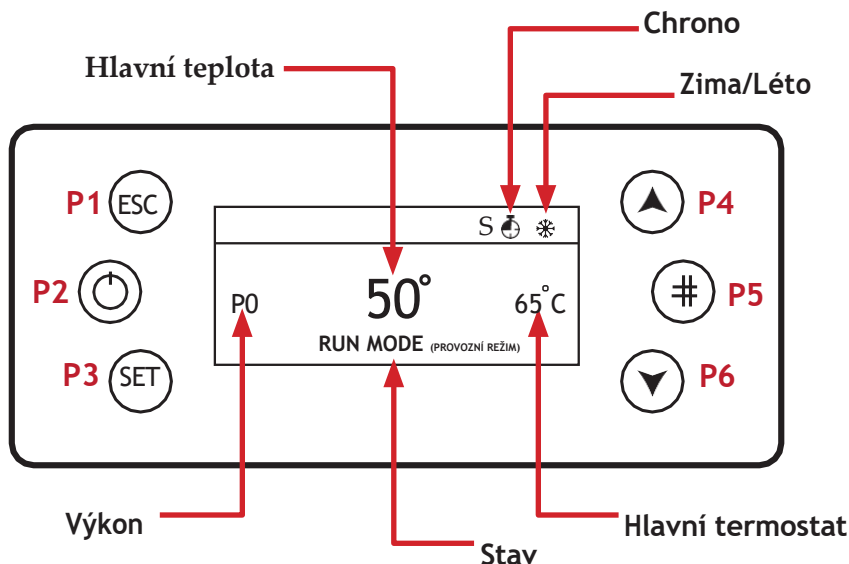 Chrono
Hlavní teplota
Zima/Léto
P1 ESC
P4
S
P2
P0
50°
65°C
P5
RUN MODE (PROVOZNÍ REŽIM)
P3 SET
P6
Výkon
Hlavní termostat
Stav